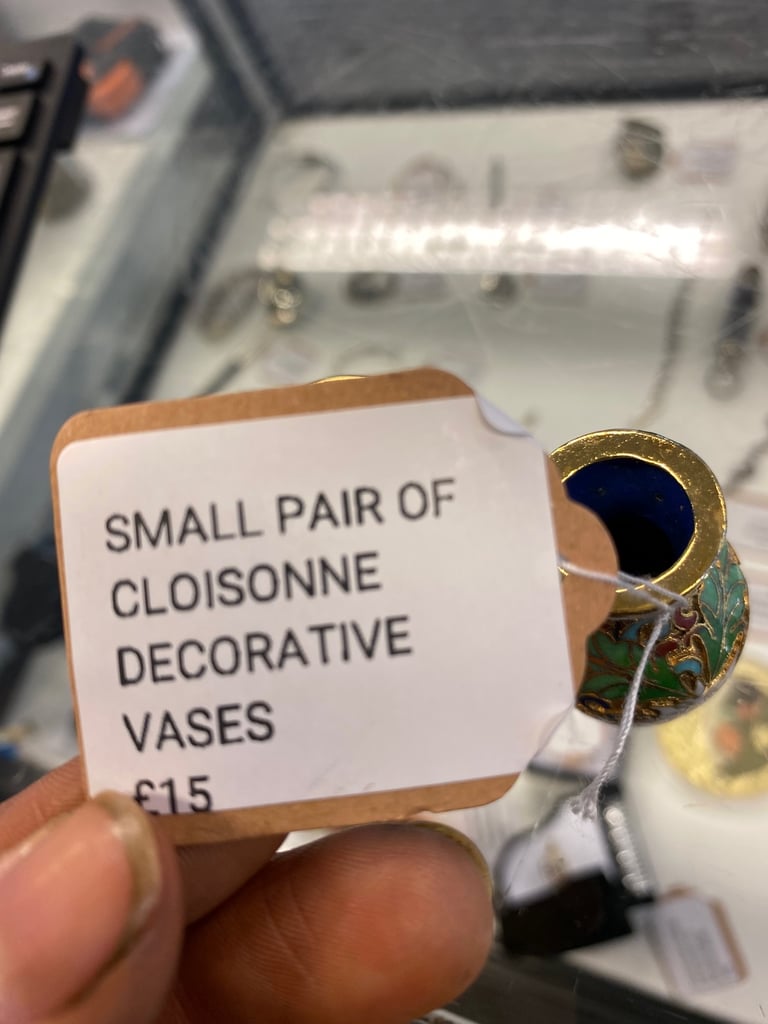 SMALL PAIR OF
CLOISONNE
DECORATIVE
VASES
£15